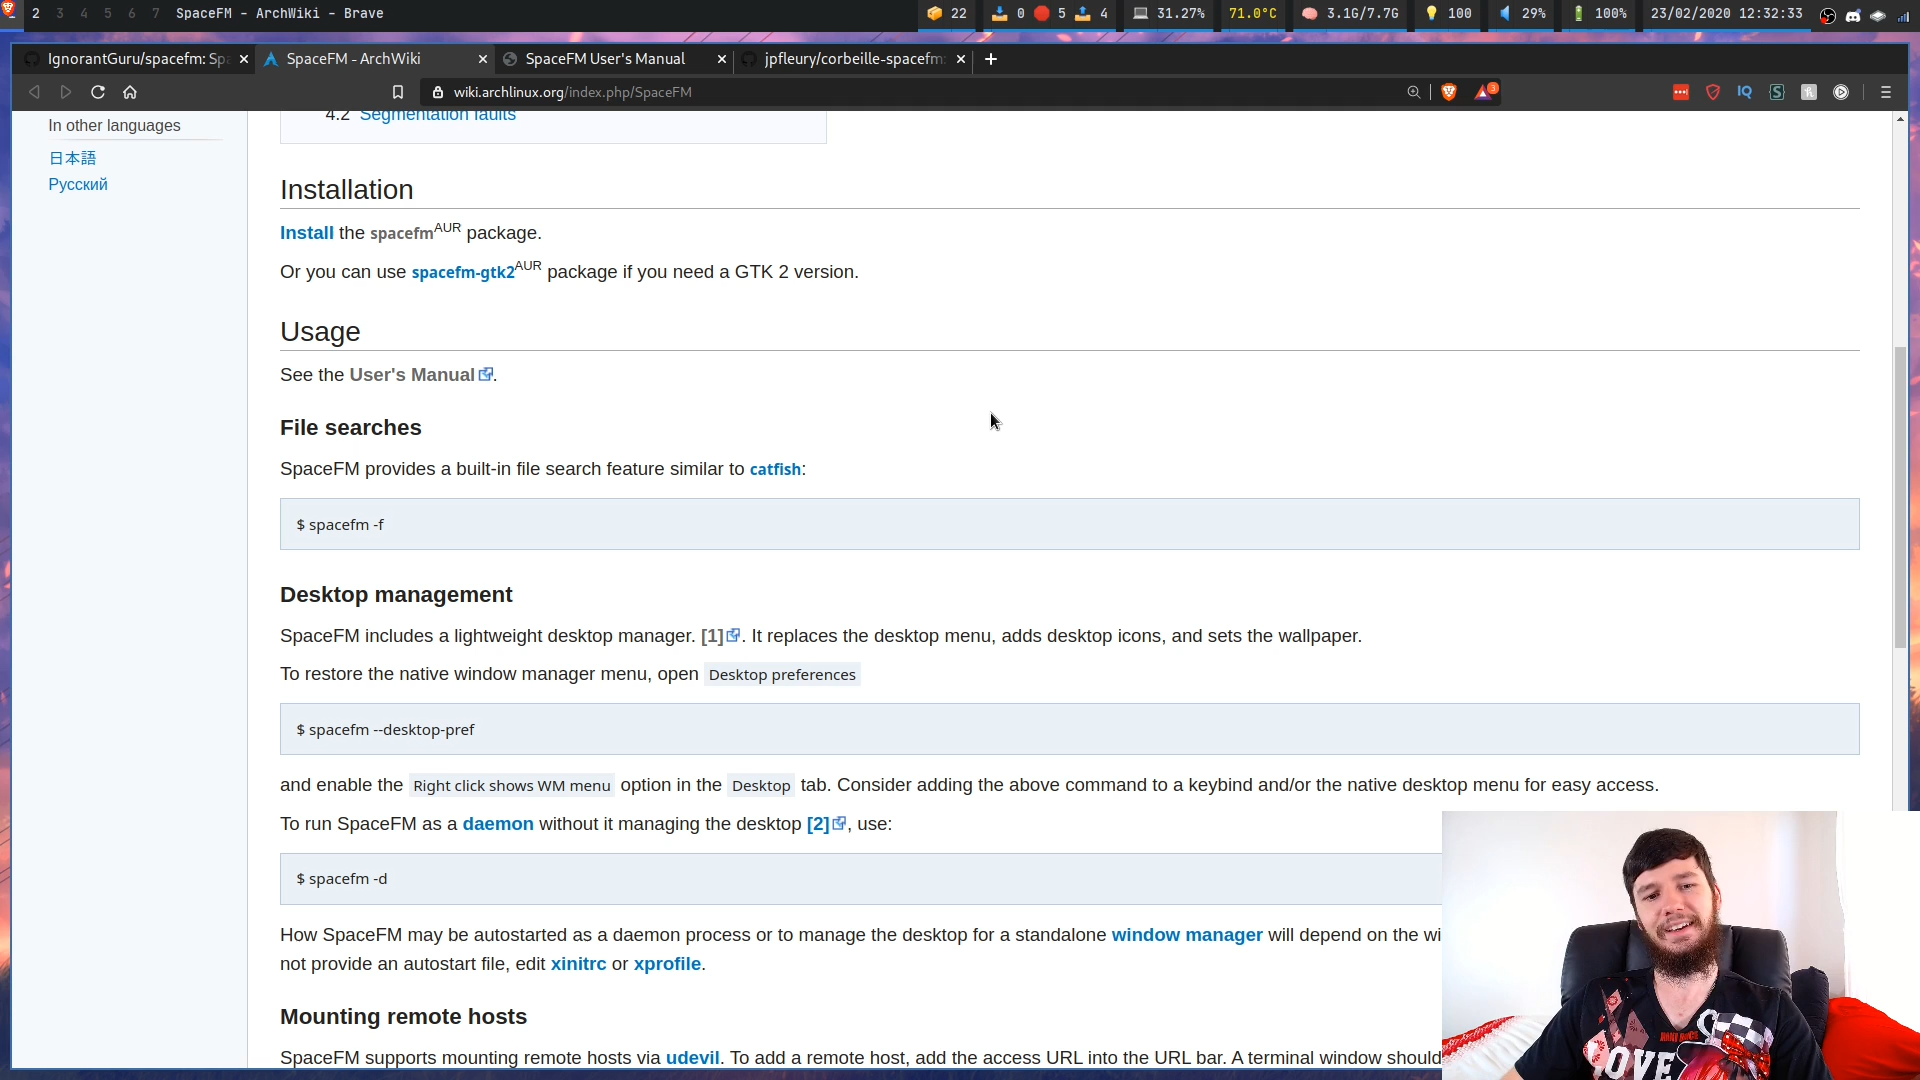 2 3 4 5 6 7 SpaceFM - ArchWiki - Brave 22 0 5 4 31.27% 71.0°C 3.1G/7.7G 100 29% 100% 23/02/2020 12:32:33
IgnorantGuru/spacefm: Spa SpaceFM - ArchWiki SpaceFM User's Manual jpfleury/corbeille-spacefm:
wiki.archlinux.org/index.php/SpaceFM 3
In other languages
日本語
Русский
4.2 Segmentation faults
Installation
Install the spacefmAUR package.
Or you can use spacefm-gtk2AUR package if you need a GTK 2 version.
Usage
See the User's Manual.
File searches
SpaceFM provides a built-in file search feature similar to catfish:
$ spacefm -f
Desktop management
SpaceFM includes a lightweight desktop manager. [1]. It replaces the desktop menu, adds desktop icons, and sets the wallpaper.
To restore the native window manager menu, open Desktop preferences
$ spacefm --desktop-pref
and enable the Right click shows WM menu option in the Desktop tab. Consider adding the above command to a keybind and/or the native desktop menu for easy access.
To run SpaceFM as a daemon without it managing the desktop [2], use:
$ spacefm -d
How SpaceFM may be autostarted as a daemon process or to manage the desktop for a standalone window manager will depend on the wi
not provide an autostart file, edit xinitrc or xprofile.
Mounting remote hosts
SpaceFM supports mounting remote hosts via udevil. To add a remote host, add the access URL into the URL bar. A terminal window should